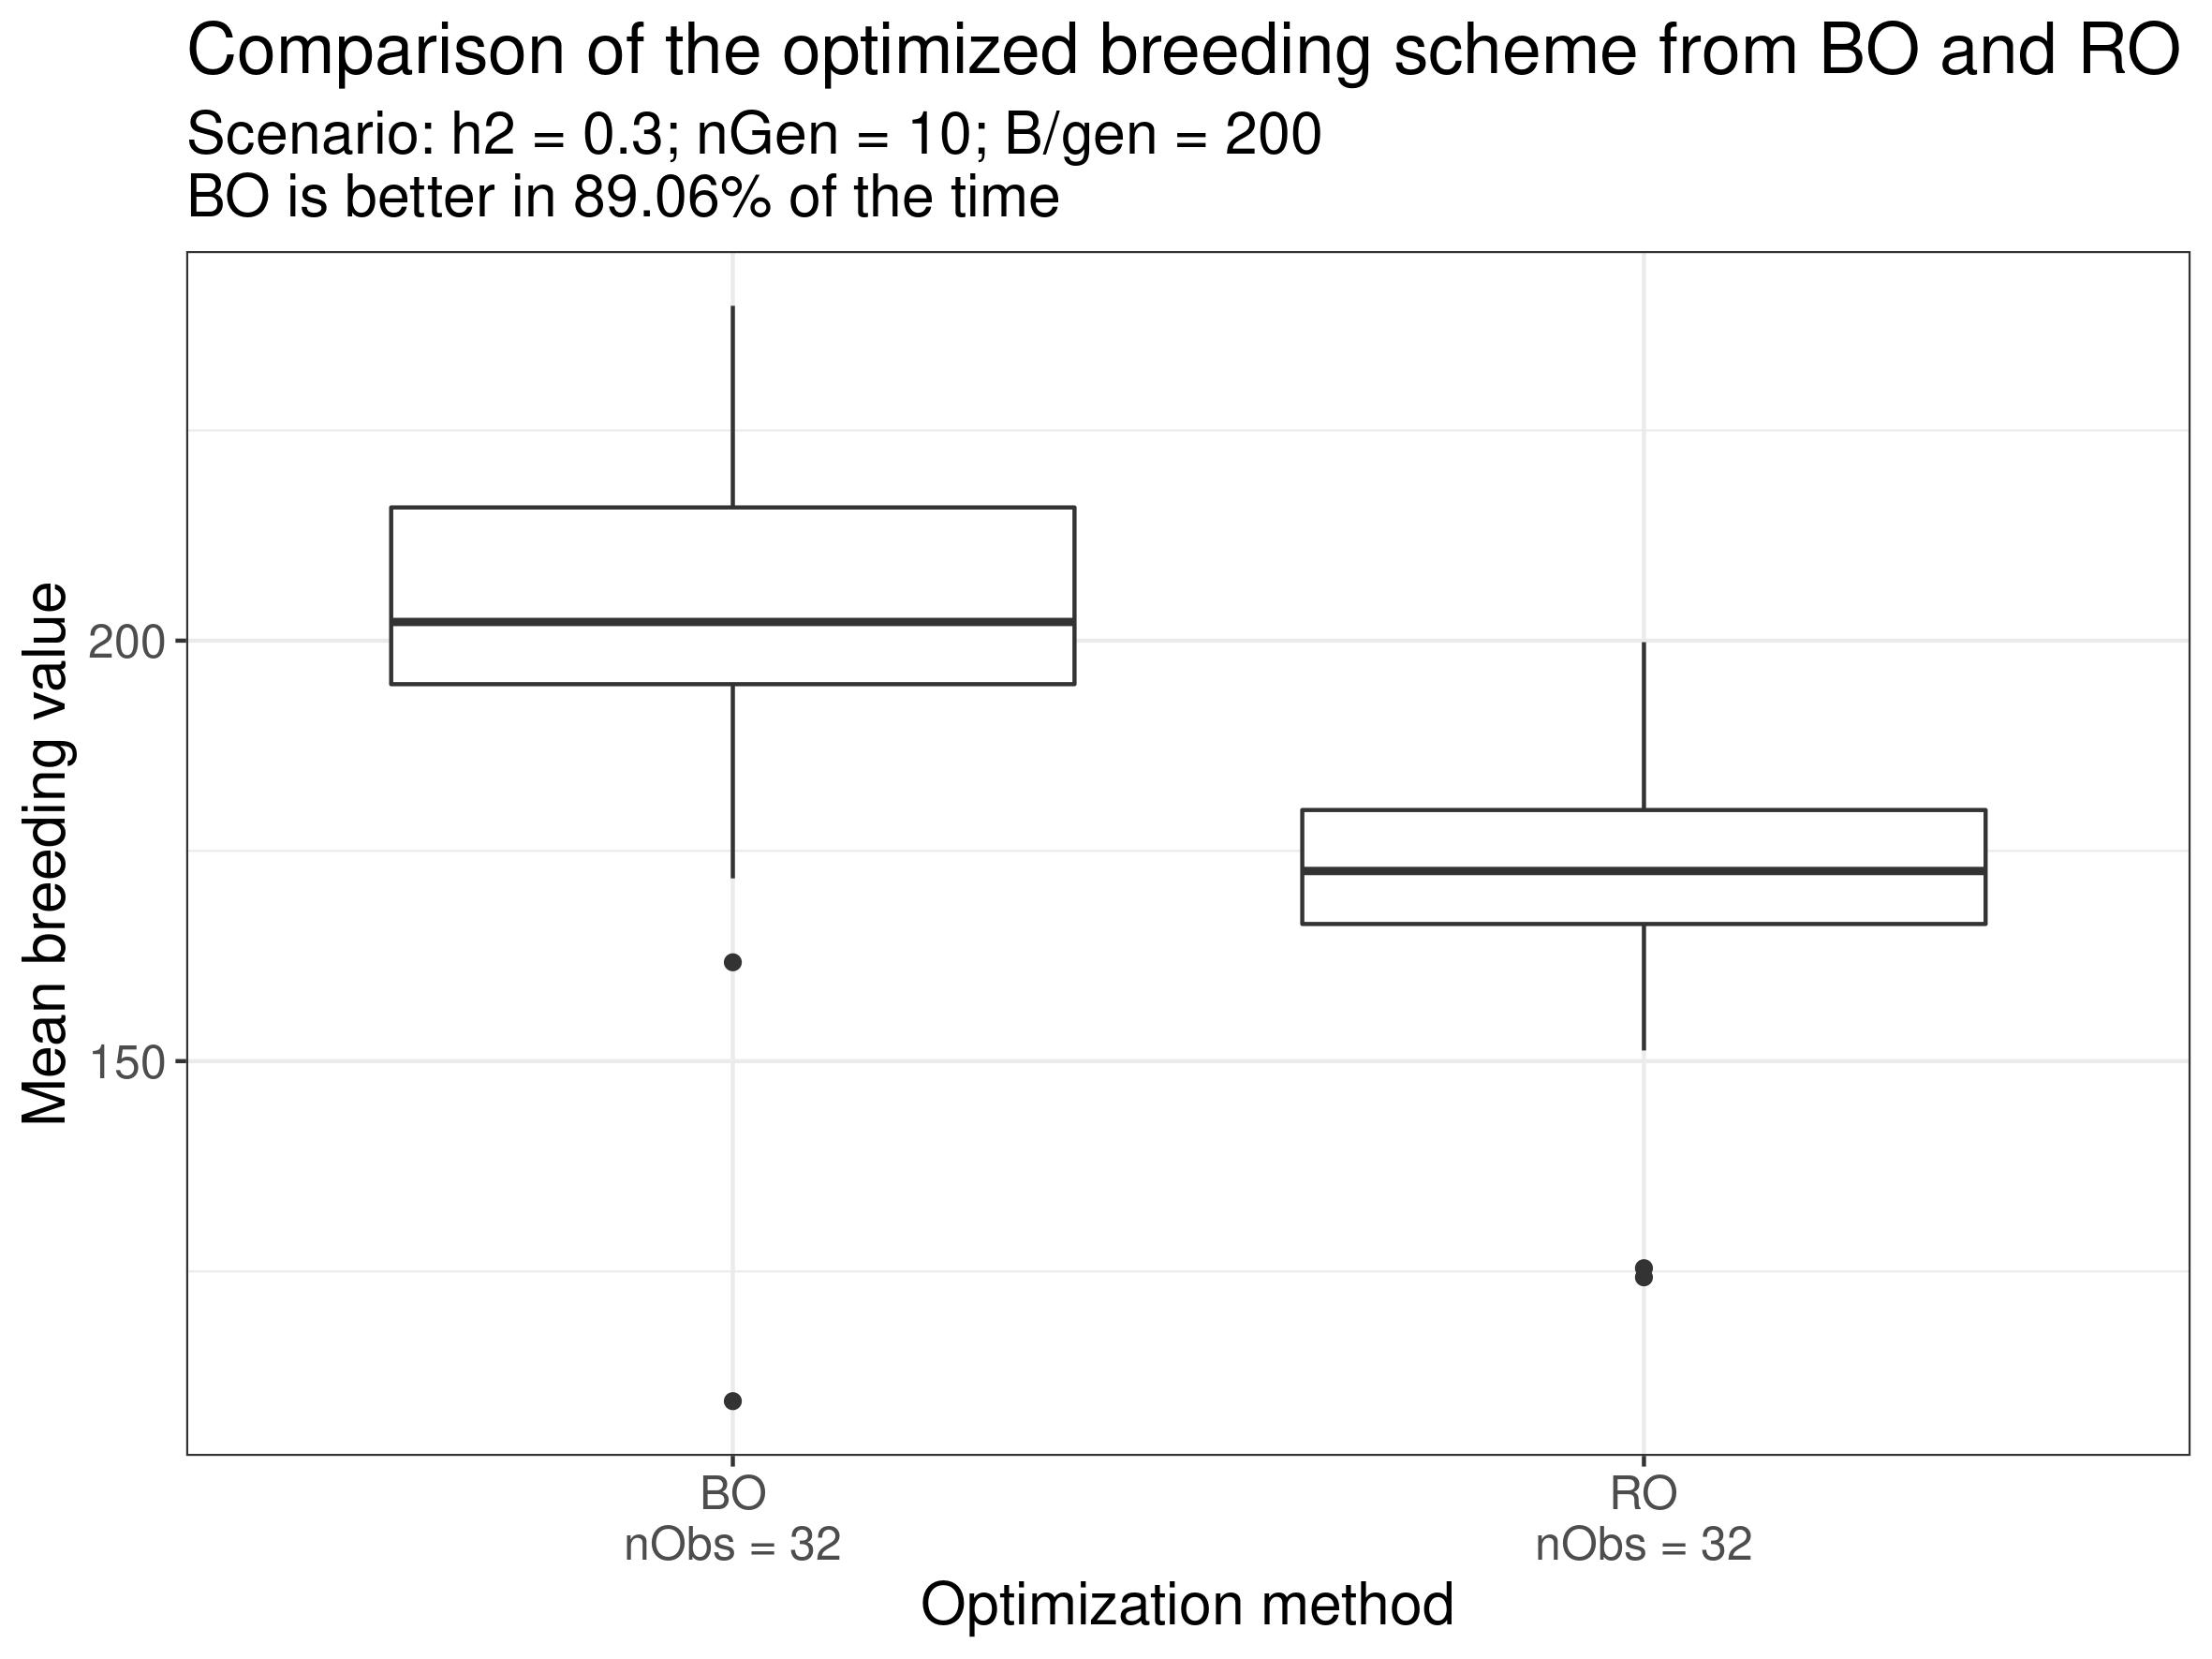 Comparison of the optimized breeding scheme from BO and RO
Scenario: h2 = 0.3; nGen = 10; B/gen = 200
BO is better in 89.06% of the time
Mean breeding value
200
150
BO
nObs = 32
RO
nObs = 32
Optimization method